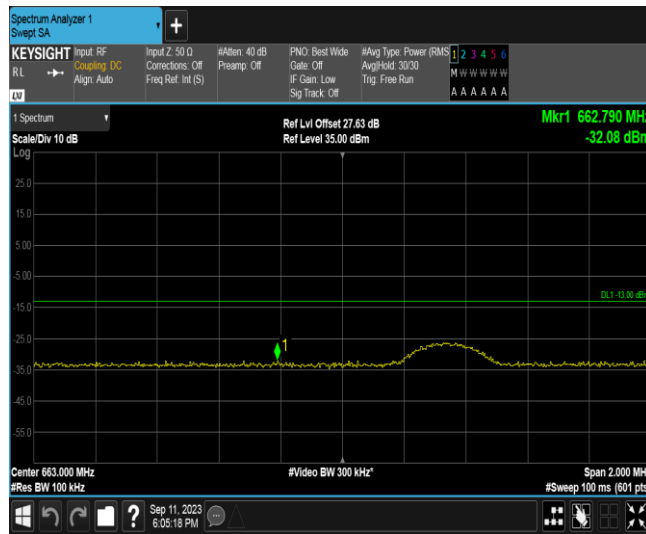 Spectrum Analyzer 1
Swept SA
+
KEYSIGHT
RL
LXI
Input: RF
Coupling: DC
Align: Auto
Input Z: 50 Ω
Corrections: Off
Freq Ref: Int (S)
#Atten: 40 dB
Preamp: Off
PNO: Best Wide
Gate: Off
IF Gain: Low
Sig Track: Off
#Avg Type: Power (RMS
Avg|Hold: 30/30
Trig: Free Run
1 2 3 4 5 6
M W W W W W
A A A A A A
1 Spectrum
Scale/Div 10 dB
Log
Ref Lvl Offset 27.63 dB
Ref Level 35.00 dBm
Mkr1 662.790 MHz
-32.08 dBm
25.0
15.0
5.00
-5.00
DL1 -13.00 dBm
-15.0
-25.0
1
-35.0
-45.0
-55.0
Center 663.000 MHz
#Res BW 100 kHz
#Video BW 300 kHz*
Span 2.000 MH
#Sweep 100 ms (601 pts
?
Sep 11, 2023
6:05:18 PM